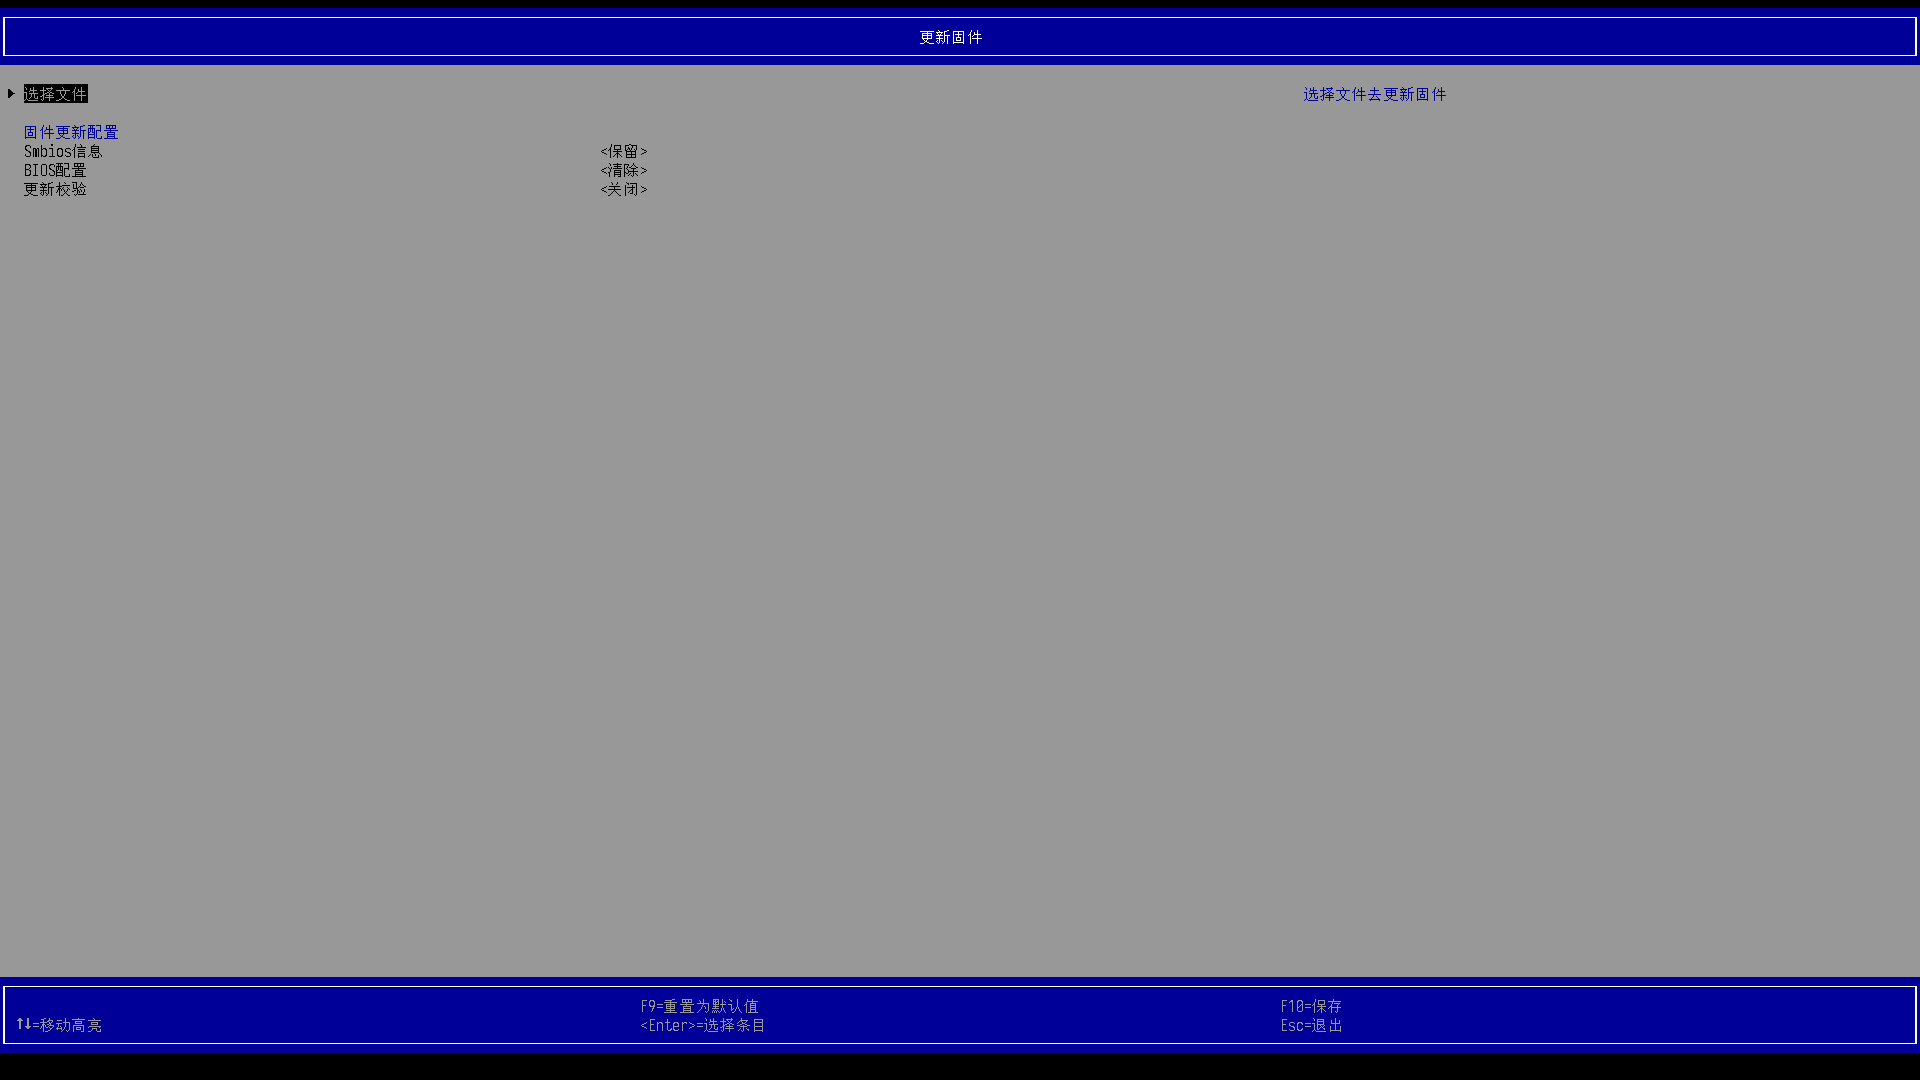 更新固件
选择文件
选择文件去更新固件
固件更新配置
Smbios信息 <保留>
BIOS配置 <清除>
更新校验 <关闭>
F9=重置为默认值 F10=保存
↑↓=移动高亮 <Enter>=选择条目 Esc=退出